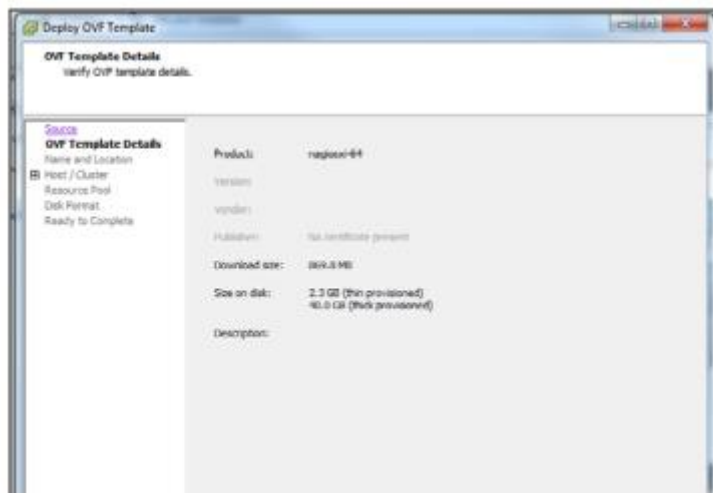 Deploy OVF Template
OVF Template Details
Verify OVF template details.
Source
OVF Template Details
Name and Location
Host / Cluster
Resource Pool
Disk Format
Ready to Complete
Product: nagiosxi-64
Version:
Vendor:
Publisher: No certificate present
Download size: 869.8 MB
Size on disk: 2.3 GB (thin provisioned)
40.0 GB (thick provisioned)
Description: